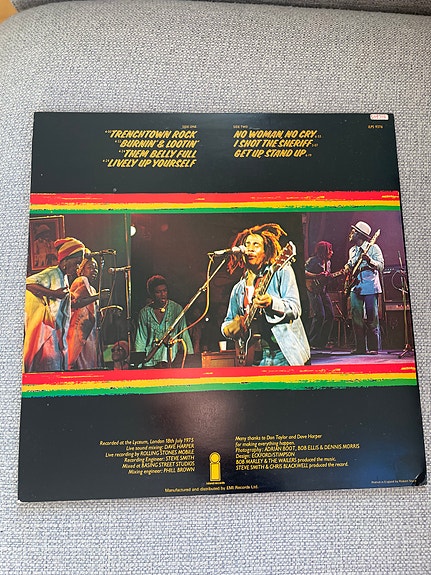 SIDE ONE
TRENCHTOWN ROCK
BURNIN' & LOOTIN'
THEM BELLY FULL
LIVELY UP YOURSELF
SIDE TWO
NO WOMAN, NO CRY
I SHOT THE SHERIFF
GET UP, STAND UP
ILPS 9376
Recorded at the Lyceum, London 18th July 1975
Live sound mixing: DAVE HARPER
Live recording by ROLLING STONES MOBILE
Recording Engineer: STEVE SMITH
Mixed at BASING STREET STUDIOS
Mixing engineer: PHILL BROWN
Many thanks to Don Taylor and Dave Harper
for making everything happen.
Photography: ADRIAN BOOT, BOB ELLIS & DENNIS MORRIS
Design: ECKFORD/STIMPSON
BOB MARLEY & THE WAILERS produced the music.
STEVE SMITH & CHRIS BLACKWELL produced the record.
island records
Manufactured and distributed by EMI Records Ltd.